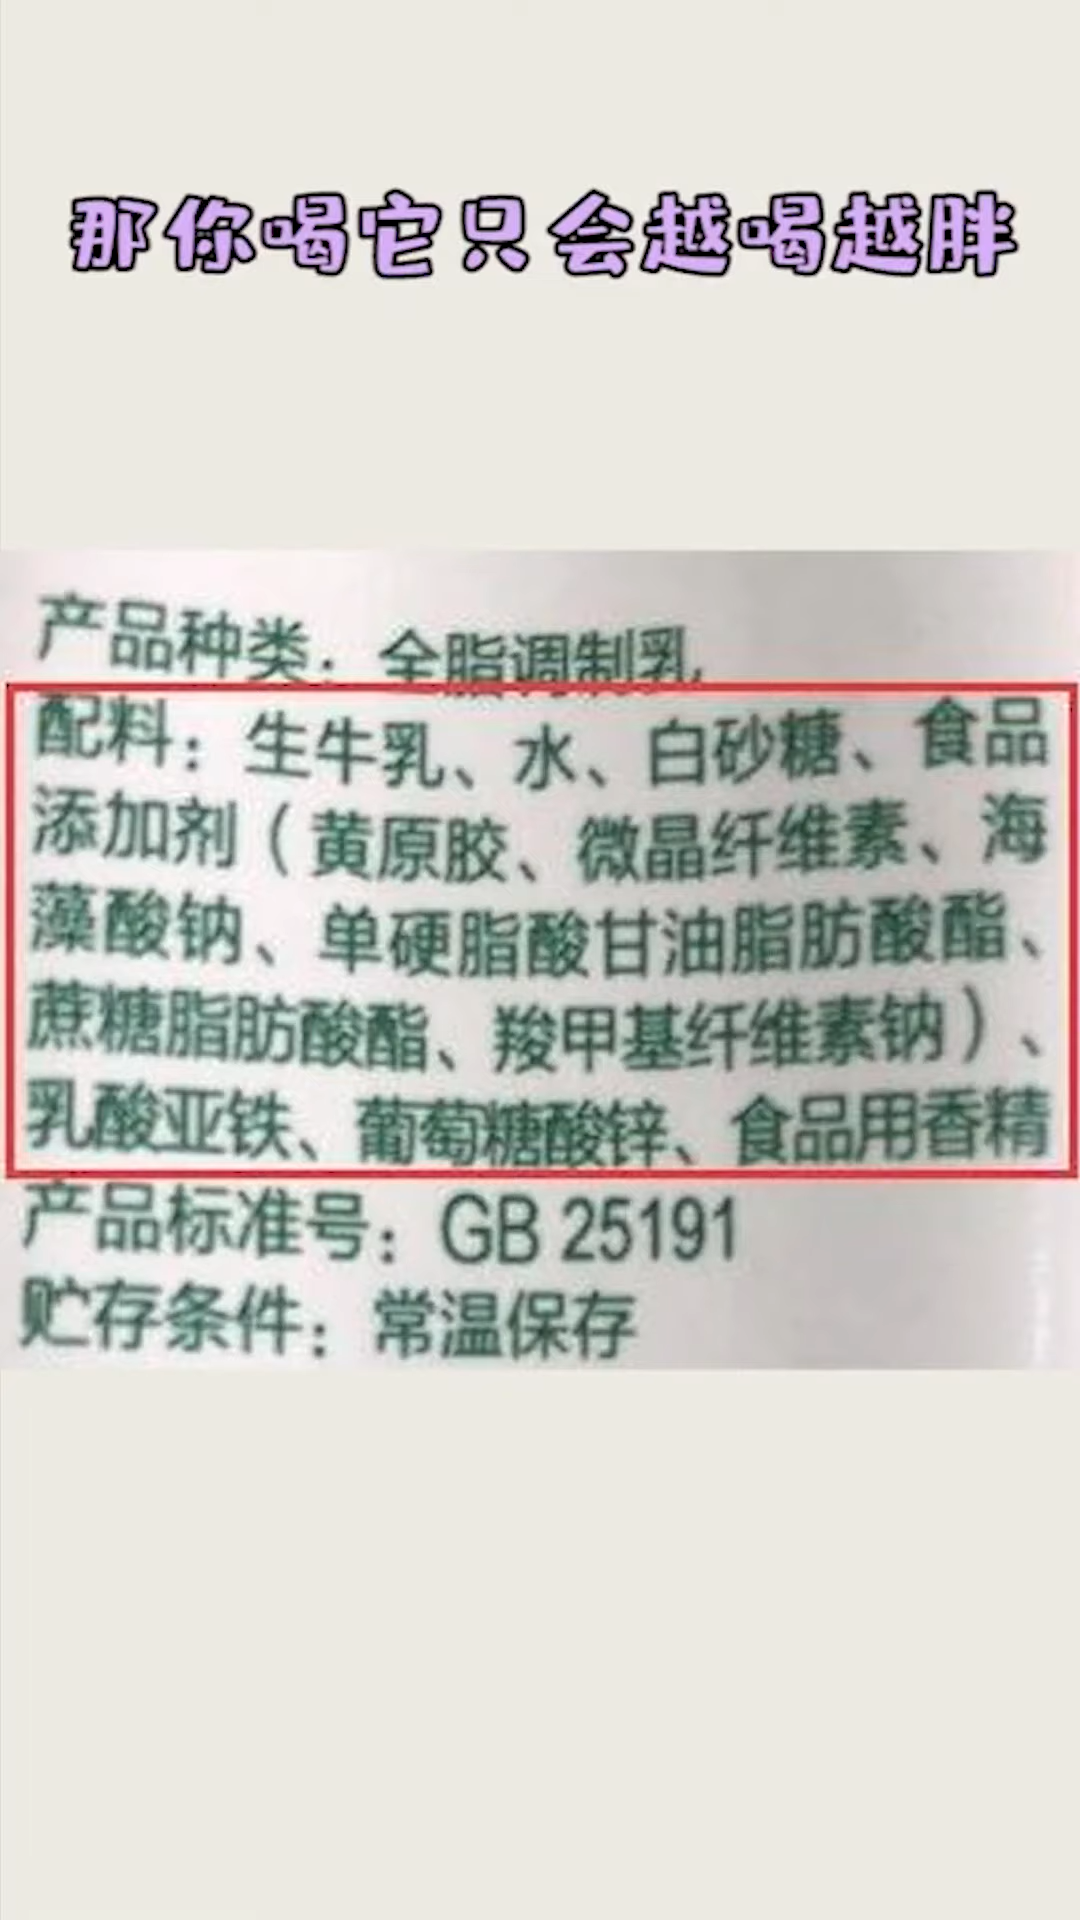 那你喝它只会越喝越胖
产品种类：全脂调制乳
配料：生牛乳、水、白砂糖、食品
添加剂（黄原胶、微晶纤维素、海
藻酸钠、单硬脂酸甘油脂肪酸酯、
蔗糖脂肪酸酯、羧甲基纤维素钠）、
乳酸亚铁、葡萄糖酸锌、食品用香精
产品标准号：GB 25191
贮存条件：常温保存